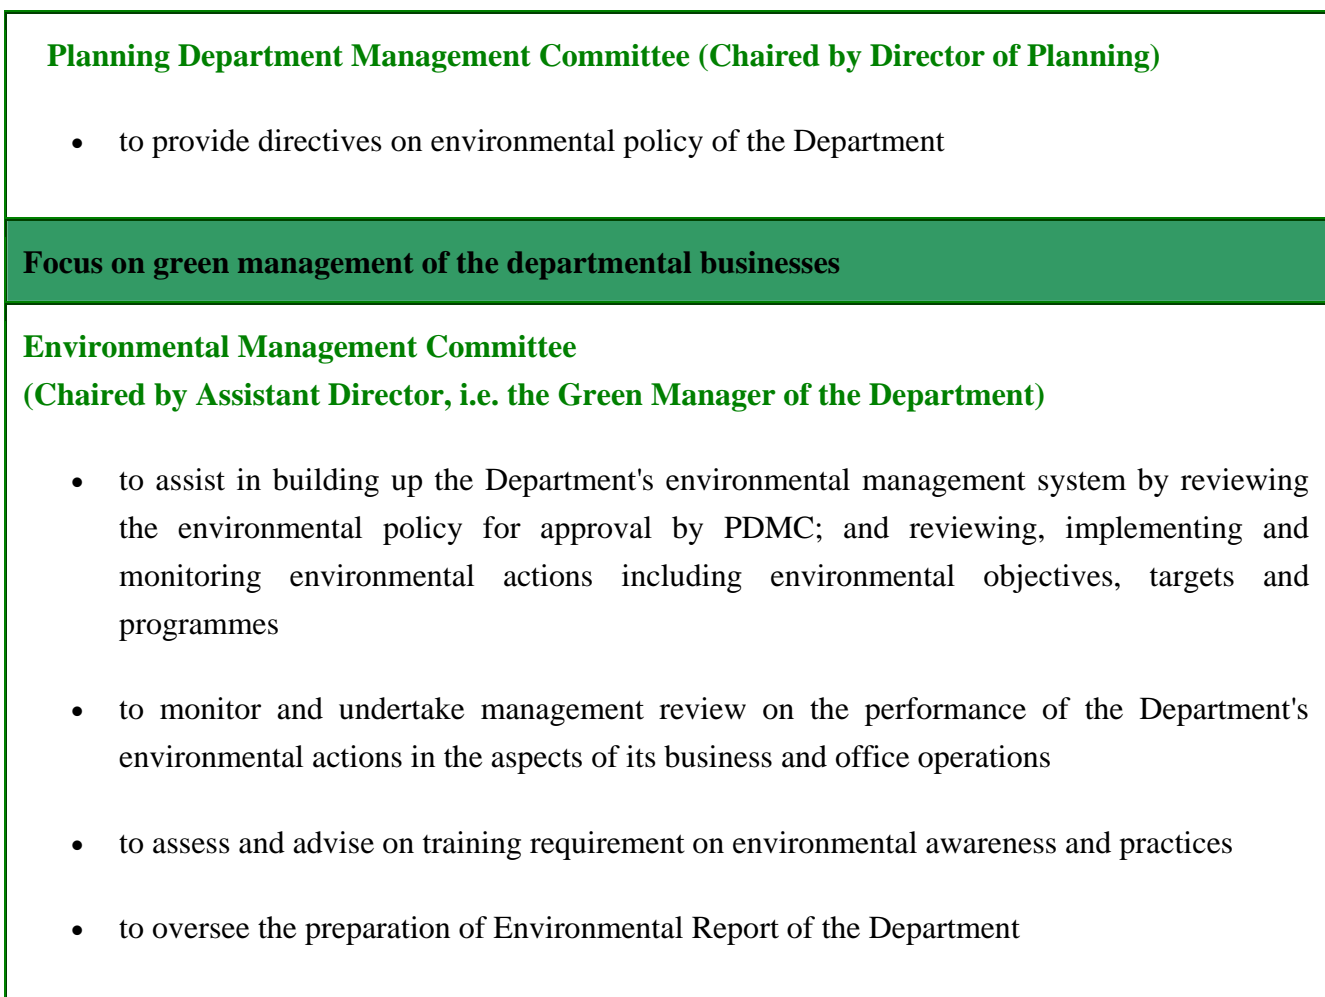 Planning Department Management Committee (Chaired by Director of Planning)
• to provide directives on environmental policy of the Department
Focus on green management of the departmental businesses
Environmental Management Committee
(Chaired by Assistant Director, i.e. the Green Manager of the Department)
• to assist in building up the Department's environmental management system by reviewing
the environmental policy for approval by PDMC; and reviewing, implementing and
monitoring environmental actions including environmental objectives, targets and
programmes
• to monitor and undertake management review on the performance of the Department's
environmental actions in the aspects of its business and office operations
• to assess and advise on training requirement on environmental awareness and practices
• to oversee the preparation of Environmental Report of the Department